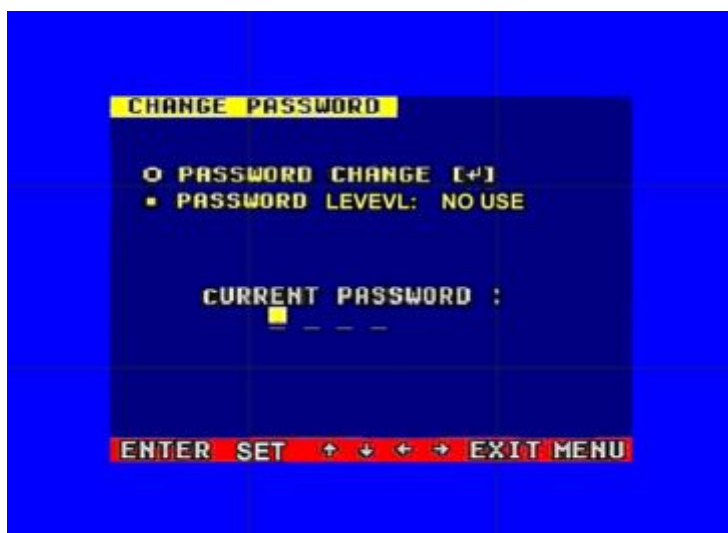 CHANGE PASSWORD
PASSWORD CHANGE [↵]
PASSWORD LEVEVL: NO USE
cURRENT PASSWORD :
_ _ _ _
ENTER SET ↑ ↓ ← → EXIT MENU